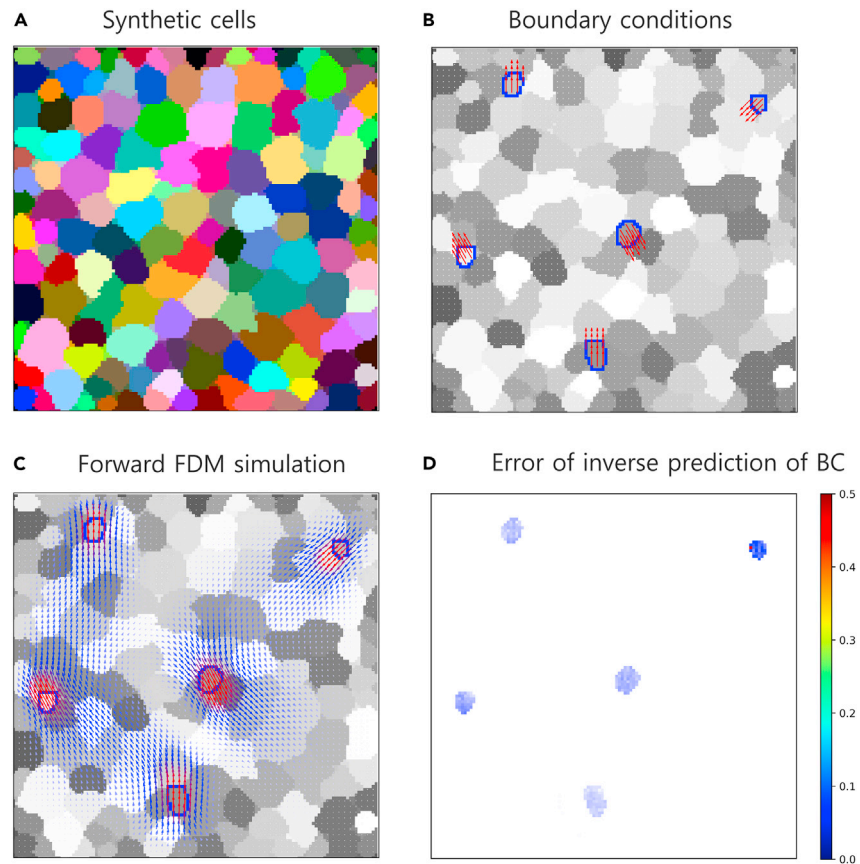 A Synthetic cells
B Boundary conditions
C Forward FDM simulation
D Error of inverse prediction of BC
0.5
0.4
0.3
0.2
0.1
0.0